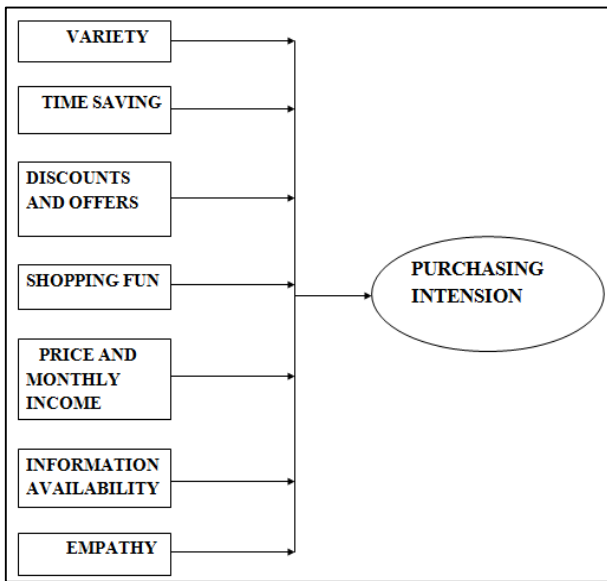 VARIETY
TIME SAVING
DISCOUNTS
AND OFFERS
SHOPPING FUN
PRICE AND
MONTHLY
INCOME
INFORMATION
AVAILABILITY
EMPATHY
PURCHASING
INTENSION